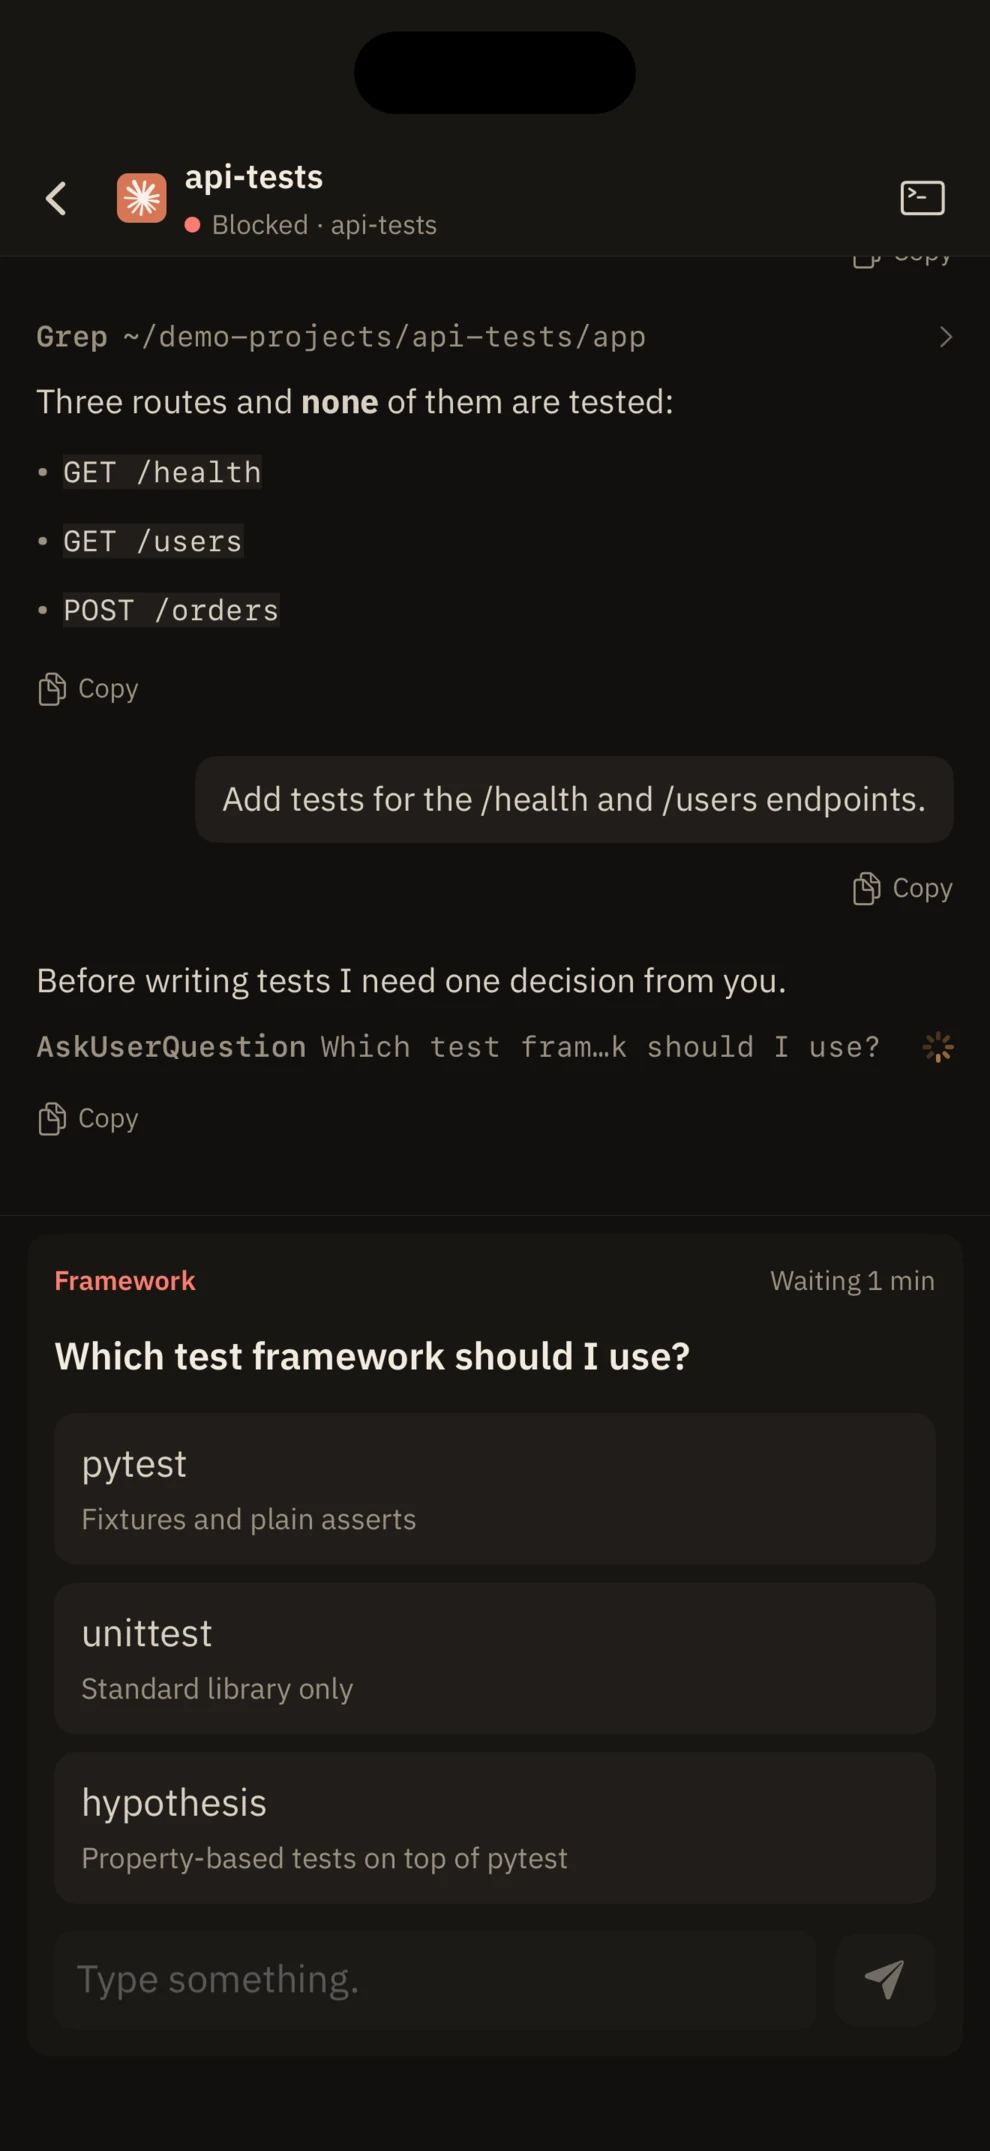 api-tests
Blocked · api-tests
Copy
Grep ~/demo-projects/api-tests/app
Three routes and none of them are tested:
• GET /health
• GET /users
• POST /orders
Copy
Add tests for the /health and /users endpoints.
Copy
Before writing tests I need one decision from you.
AskUserQuestion Which test fram…k should I use?
Copy
Framework
Waiting 1 min
Which test framework should I use?
pytest
Fixtures and plain asserts
unittest
Standard library only
hypothesis
Property-based tests on top of pytest
Type something.